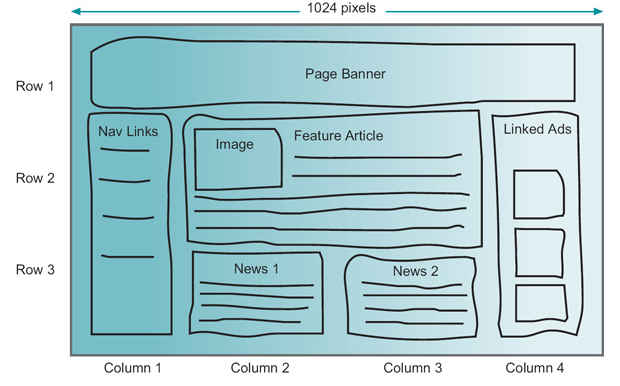 1024 pixels
Row 1
Page Banner
Nav Links
Image
Feature Article
Linked Ads
Row 2
Row 3
News 1
News 2
Column 1
Column 2
Column 3
Column 4